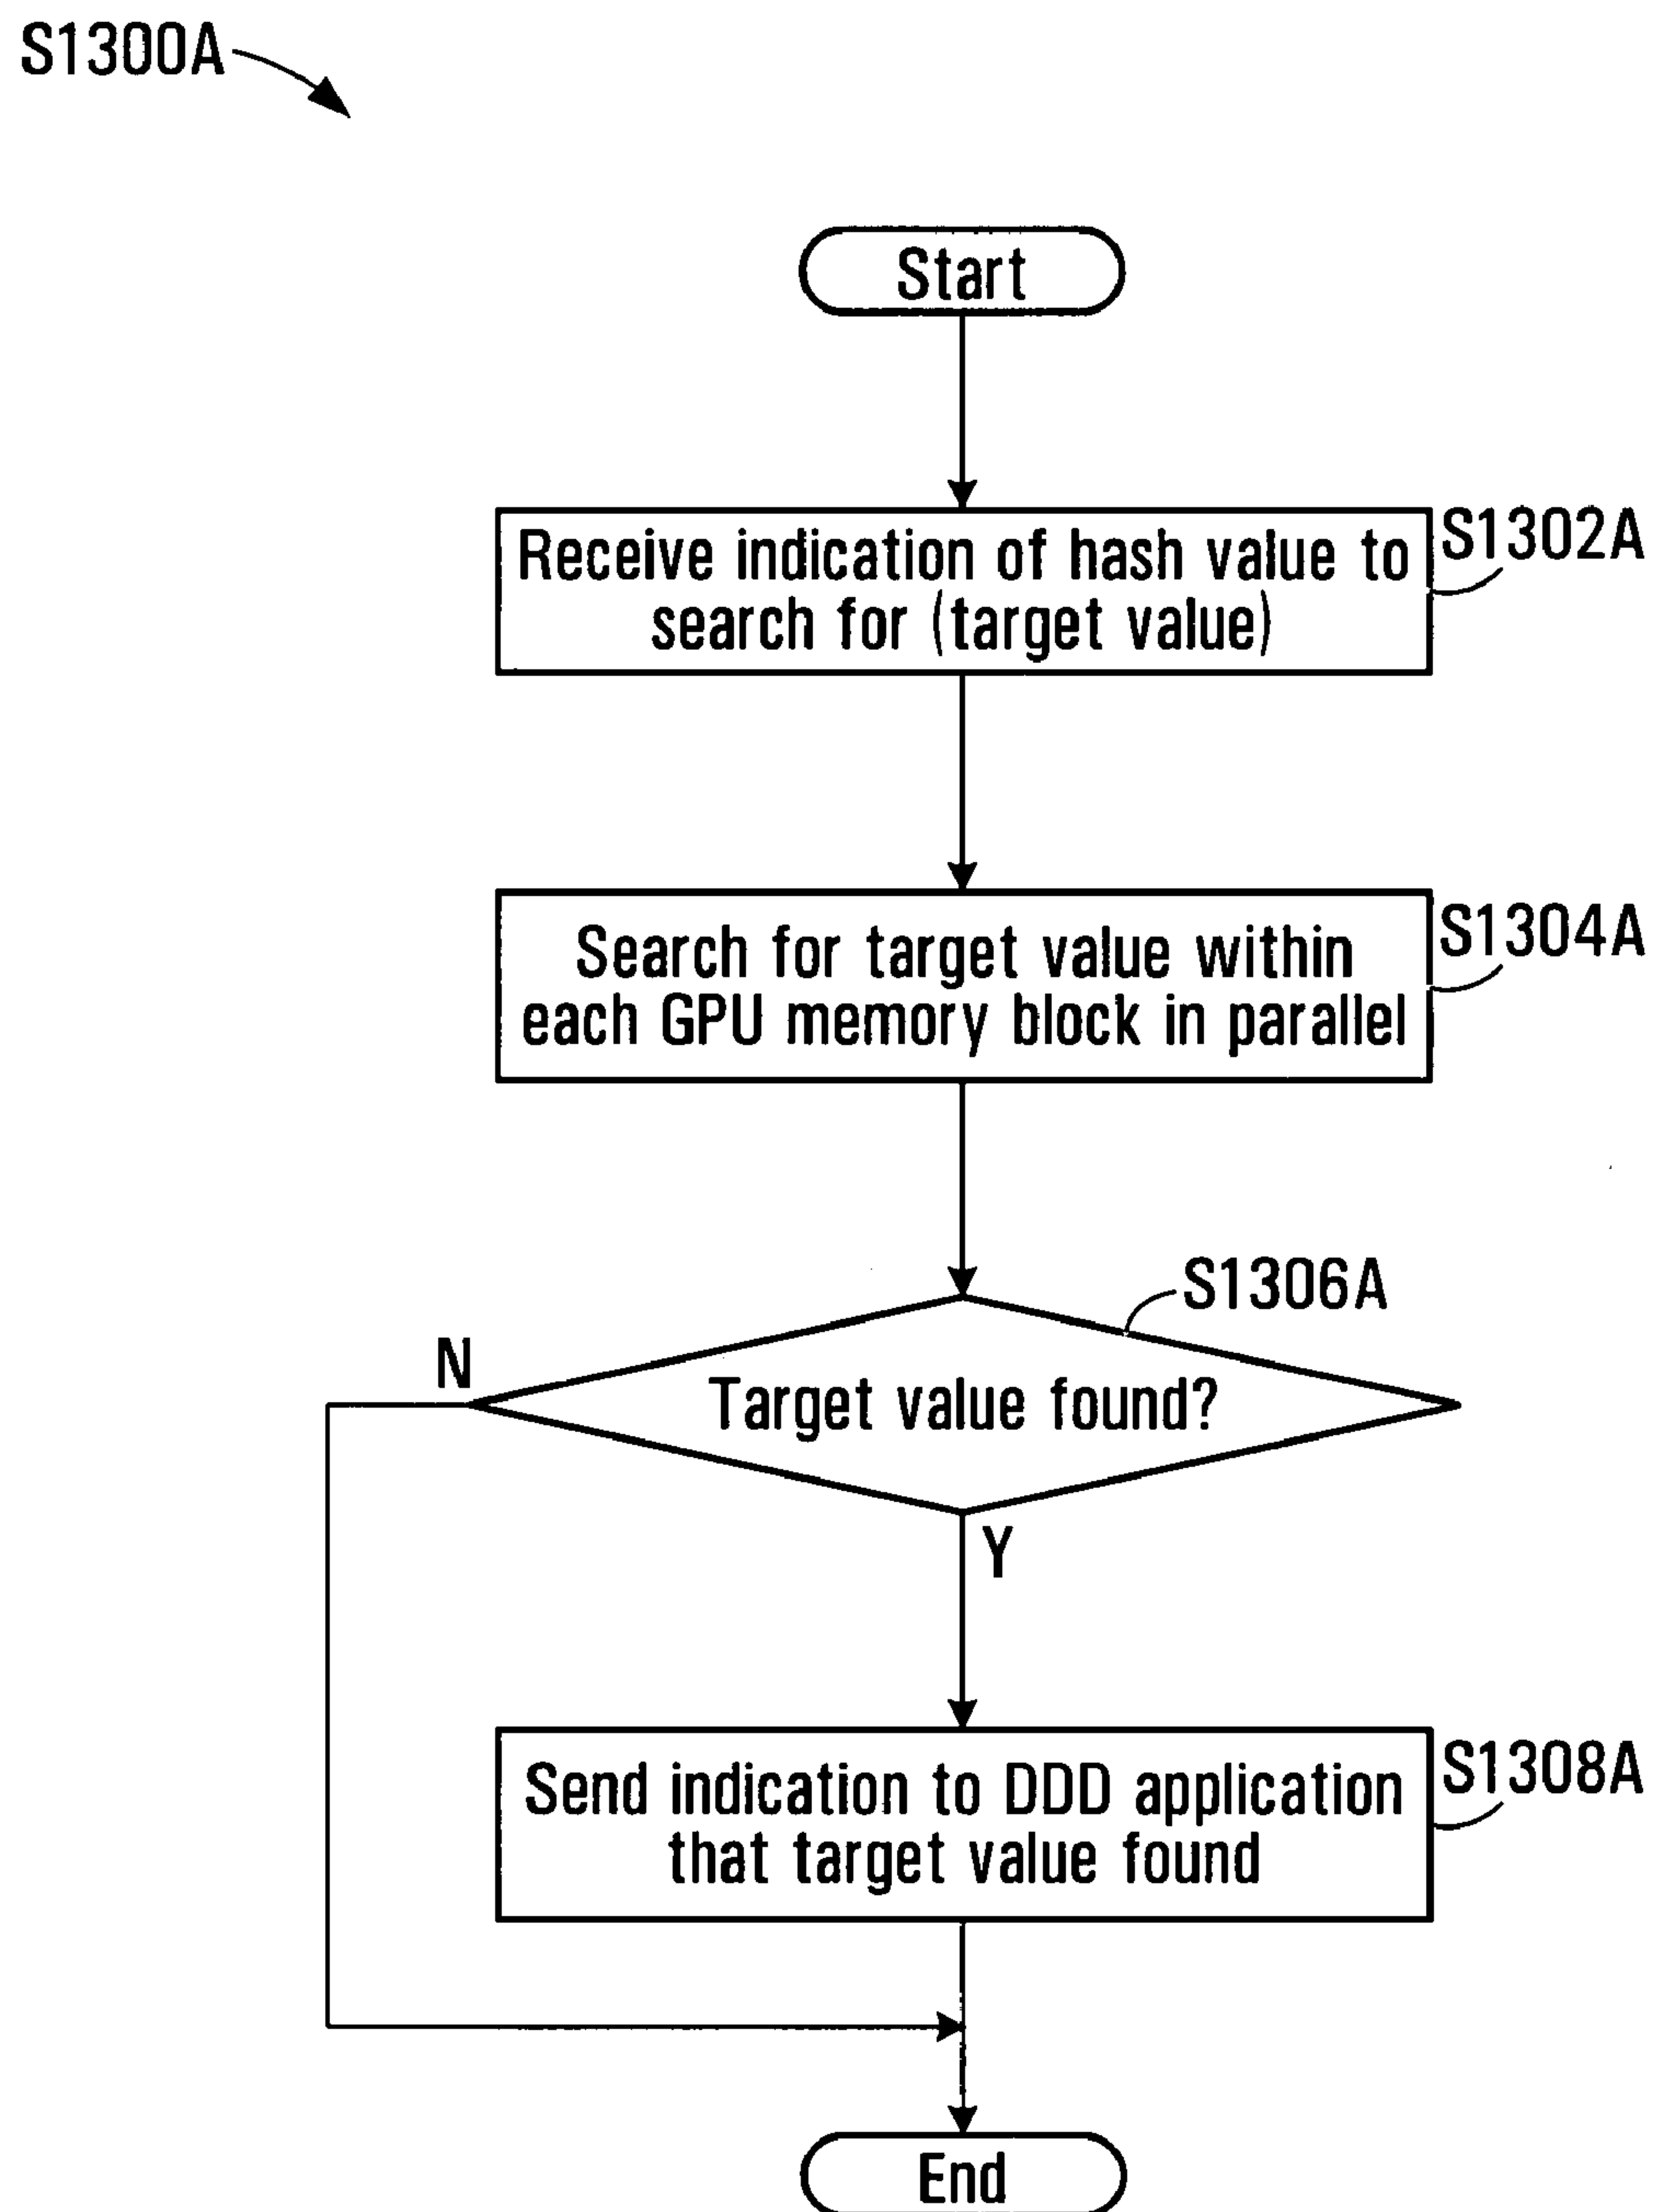 S1300A
Start
Receive indication of hash value to
search for (target value)
S1302A
Search for target value within
each GPU memory block in parallel
S1304A
S1306A
N
Target value found?
Y
Send indication to DDD application
that target value found
S1308A
End